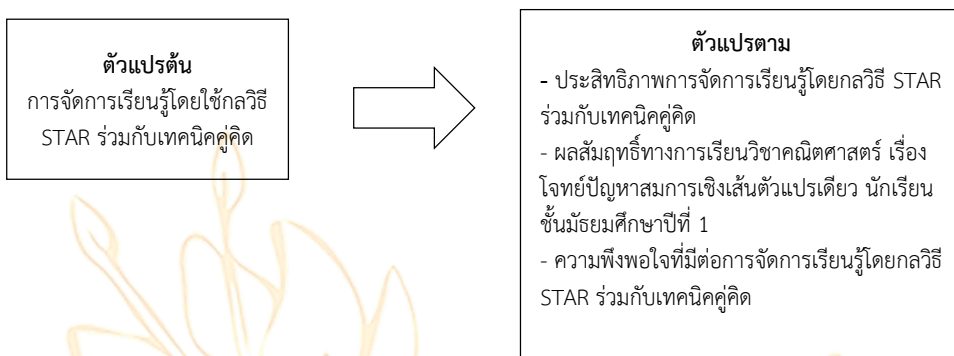 ตัวแปรต้น
การจัดการเรียนรู้โดยใช้กลวิธี
STAR ร่วมกับเทคนิคคู่คิด
ตัวแปรตาม
- ประสิทธิภาพการจัดการเรียนรู้โดยกลวิธี STAR
ร่วมกับเทคนิคคู่คิด
- ผลสัมฤทธิ์ทางการเรียนวิชาคณิตศาสตร์ เรื่อง
โจทย์ปัญหาสมการเชิงเส้นตัวแปรเดียว นักเรียน
ชั้นมัธยมศึกษาปีที่ 1
- ความพึงพอใจที่มีต่อการจัดการเรียนรู้โดยกลวิธี
STAR ร่วมกับเทคนิคคู่คิด